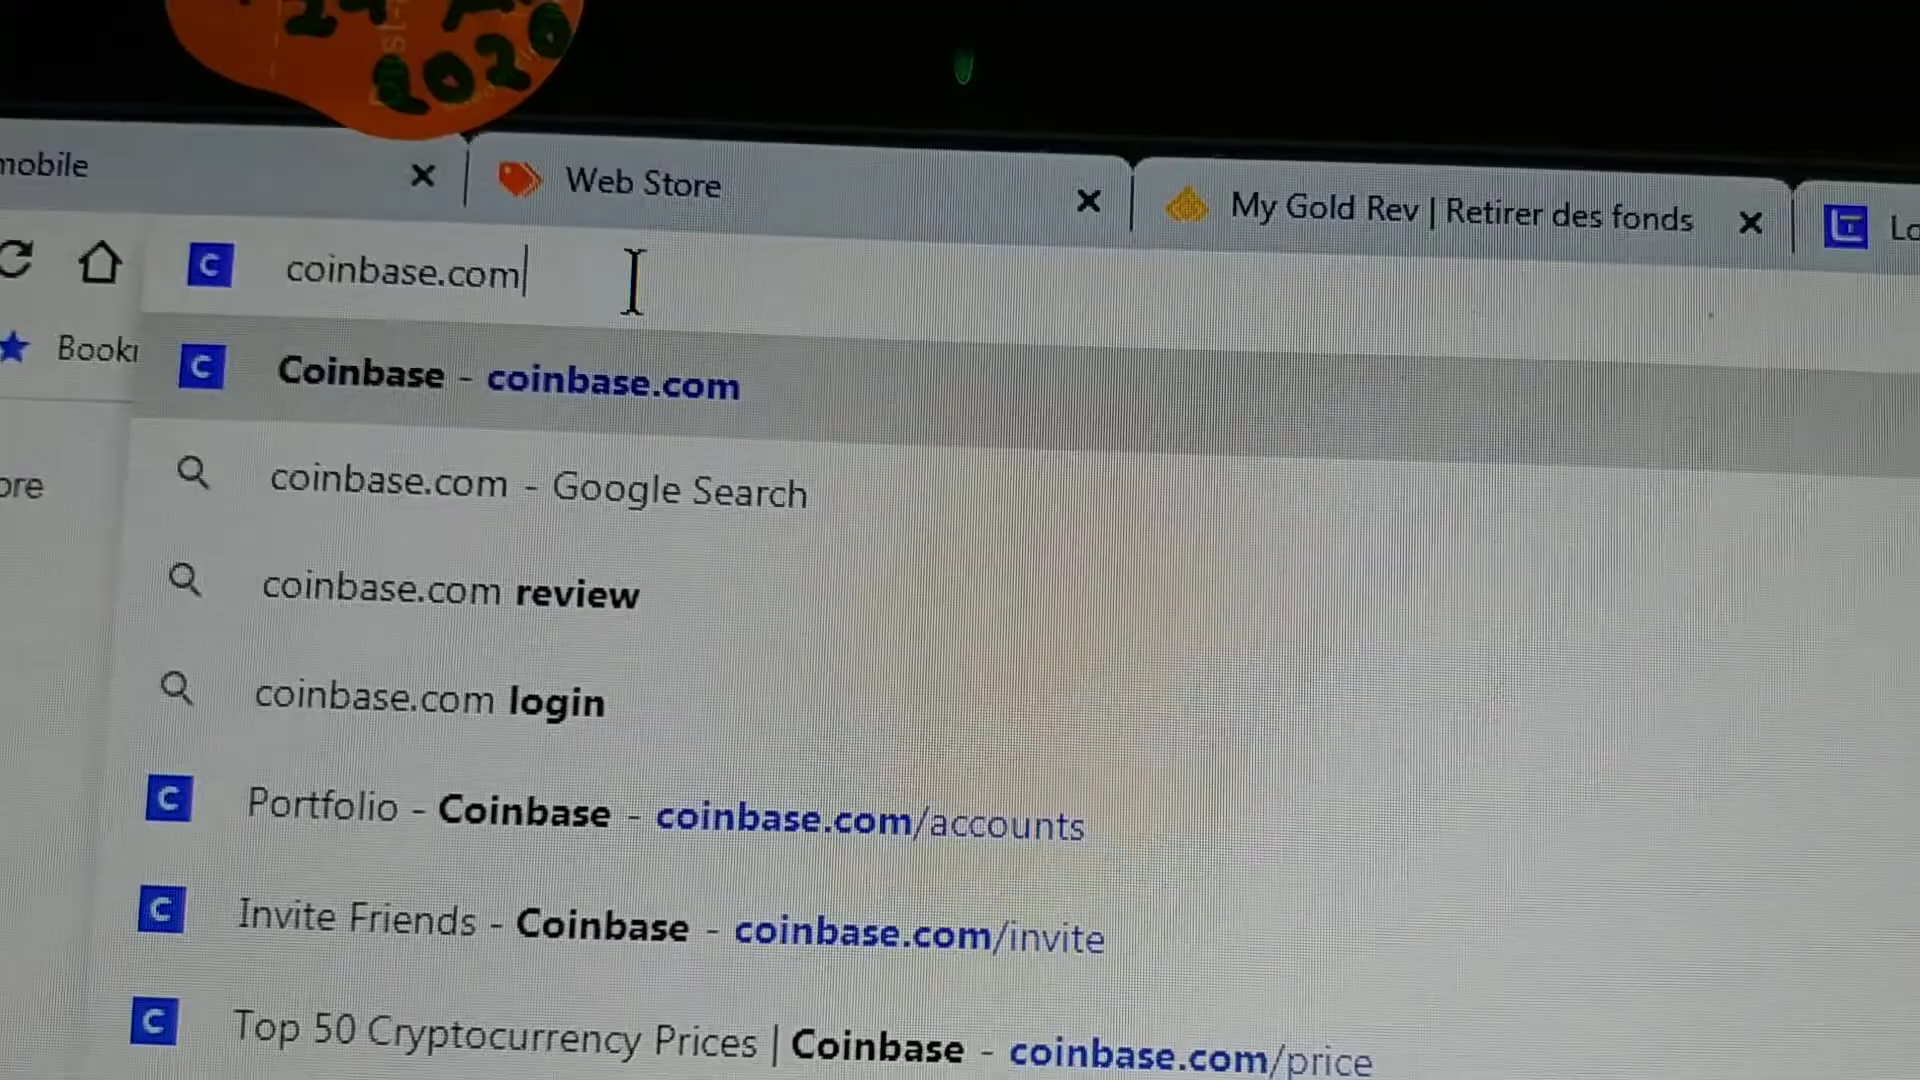 2020
mobile
Web Store
My Gold Rev | Retirer des fonds
coinbase.com
Coinbase - coinbase.com
coinbase.com - Google Search
coinbase.com review
coinbase.com login
Portfolio - Coinbase - coinbase.com/accounts
Invite Friends - Coinbase - coinbase.com/invite
Top 50 Cryptocurrency Prices | Coinbase - coinbase.com/price